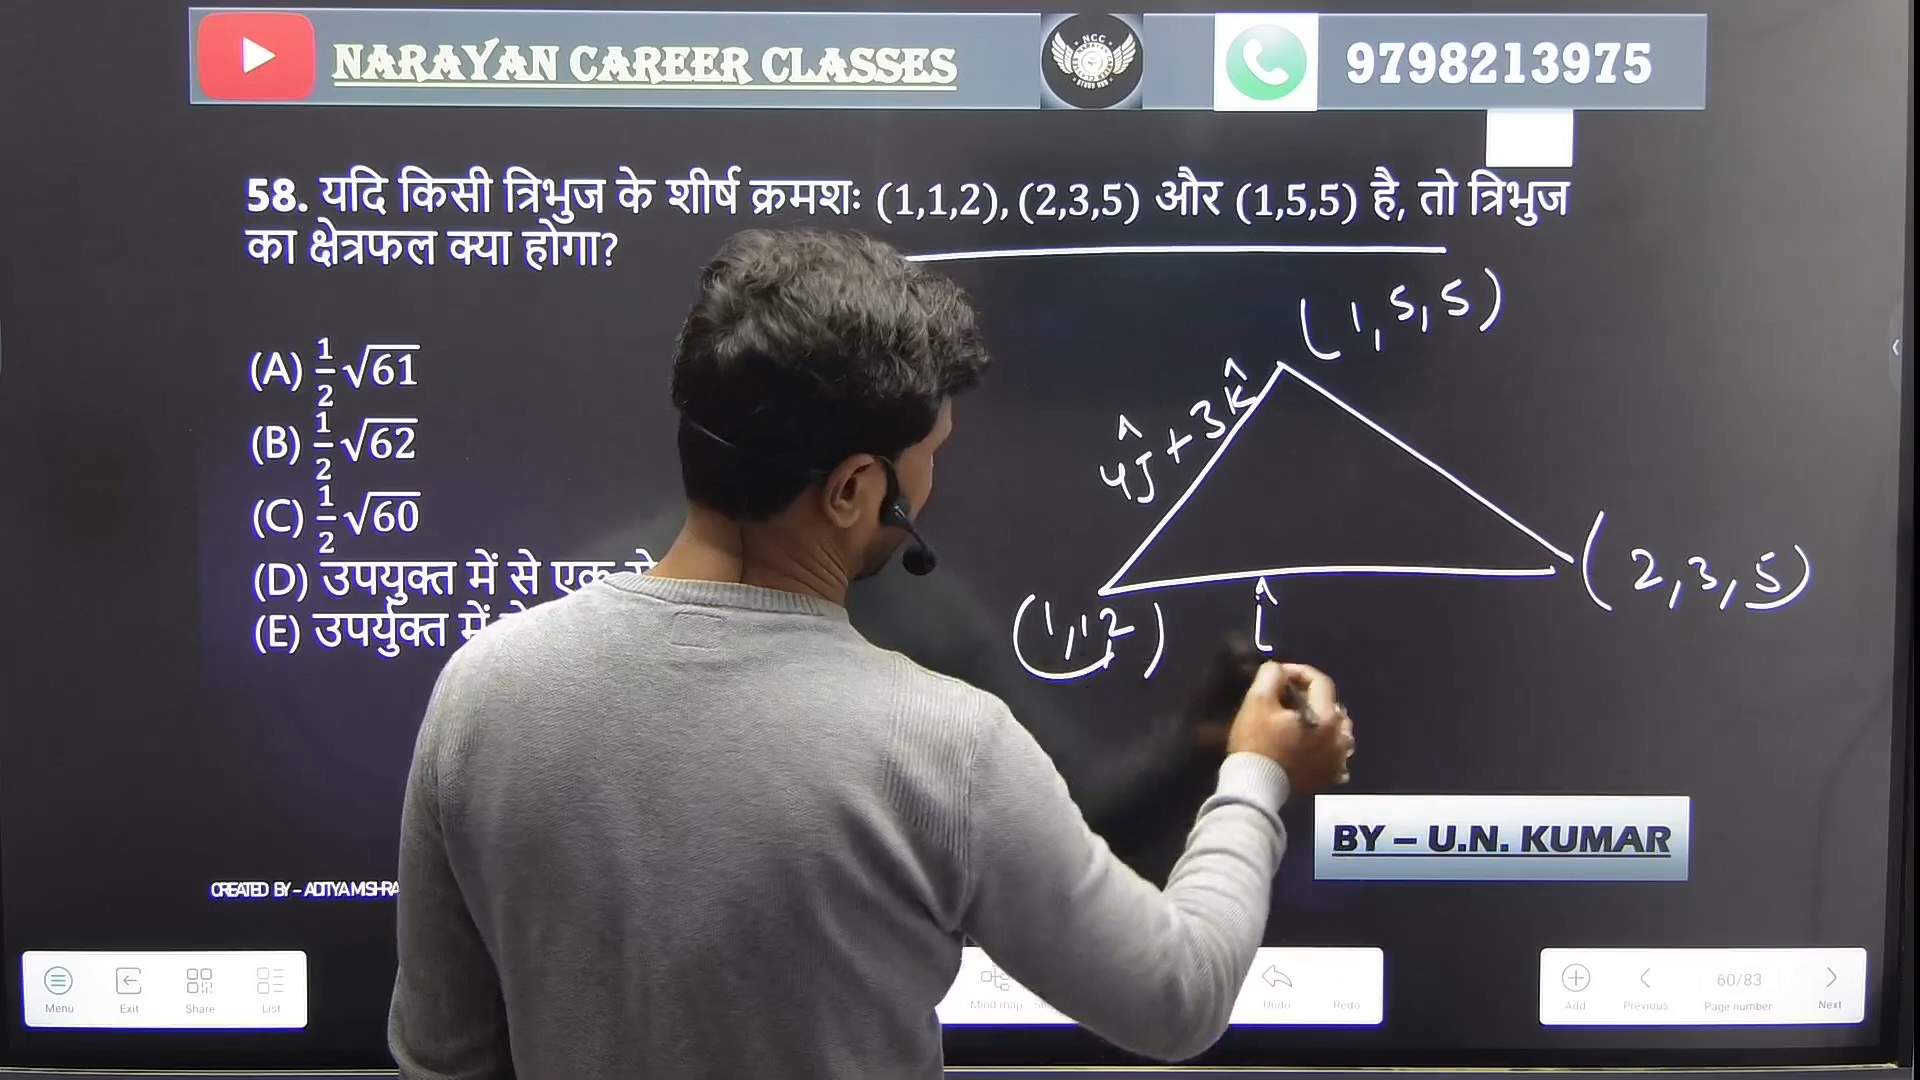 NARAYAN CAREER CLASSES
NCC
9798213975
58. यदि किसी त्रिभुज के शीर्ष क्रमशः (1,1,2), (2,3,5) और (1,5,5) है, तो त्रिभुज
का क्षेत्रफल क्या होगा?
(A) 1/2 √61
(B) 1/2 √62
(C) 1/2 √60
(D) उपयुक्त में से एक
(E) उपर्युक्त में
(1, 5, 5)
4ĵ + 3k̂
(2, 3, 5)
(1, 1, 2)
î
BY – U.N. KUMAR
CREATED BY – ADITYA MISHRA
Menu Exit Share List
Mind map Undo Redo
60/83
Add Previous Page number Next